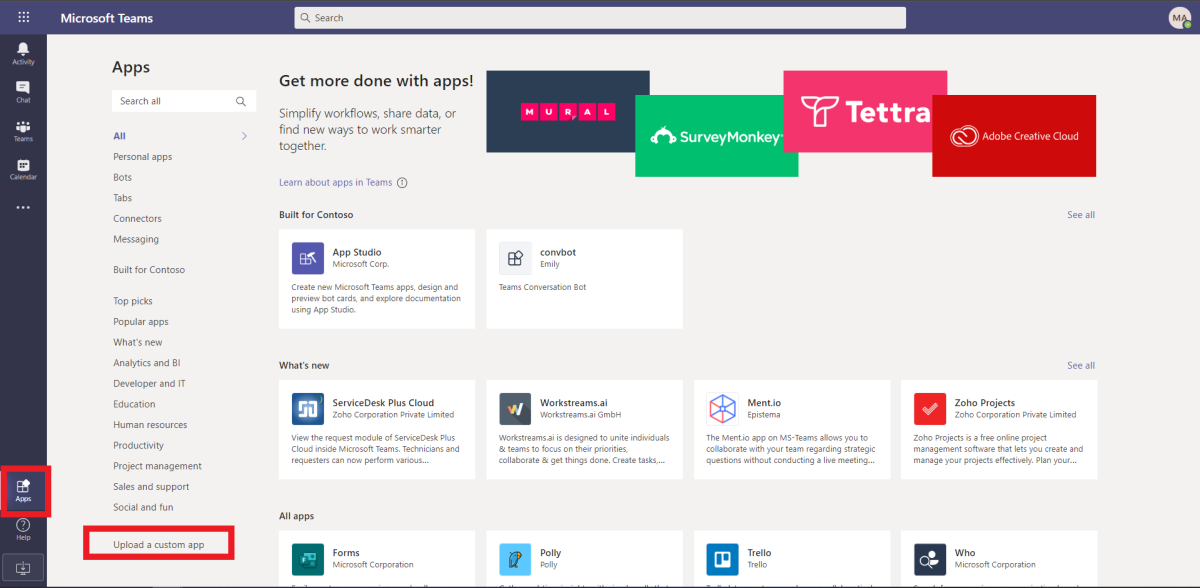 Microsoft Teams
Search
MA
Activity
Chat
Teams
Calendar
Apps
Help
Apps
Search all
All
Personal apps
Bots
Tabs
Connectors
Messaging
Built for Contoso
Top picks
Popular apps
What's new
Analytics and BI
Developer and IT
Education
Human resources
Productivity
Project management
Sales and support
Social and fun
Upload a custom app
Get more done with apps!
Simplify workflows, share data, or
find new ways to work smarter
together.
Learn about apps in Teams
MURAL
SurveyMonkey
Tettra
Adobe Creative Cloud
Built for Contoso
See all
App Studio
Microsoft Corp.
Create new Microsoft Teams apps, design and
preview bot cards, and explore documentation
using App Studio.
convbot
Emily
Teams Conversation Bot
What's new
See all
ServiceDesk Plus Cloud
Zoho Corporation Private Limited
View the request module of ServiceDesk Plus
Cloud inside Microsoft Teams. Technicians and
requesters can now perform various...
Workstreams.ai
Workstreams.ai GmbH
Workstreams.ai is designed to unite individuals
& teams to focus on their priorities,
collaborate & get things done. Create tasks,...
Ment.io
Epistema
The Ment.io app on MS-Teams allows you to
collaborate with your team regarding strategic
questions without conducting a live meeting...
Zoho Projects
Zoho Corporation Private Limited
Zoho Projects is a free online project
management software that lets you create and
manage your projects effectively. Plan your...
All apps
Forms
Microsoft Corporation
Polly
Polly
Trello
Trello
Who
Microsoft Corporation